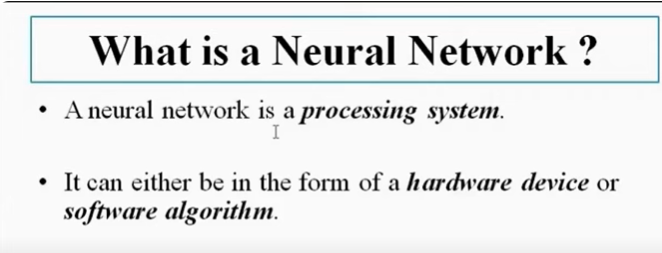 What is a Neural Network ?
• A neural network is a processing system.
• It can either be in the form of a hardware device or
software algorithm.